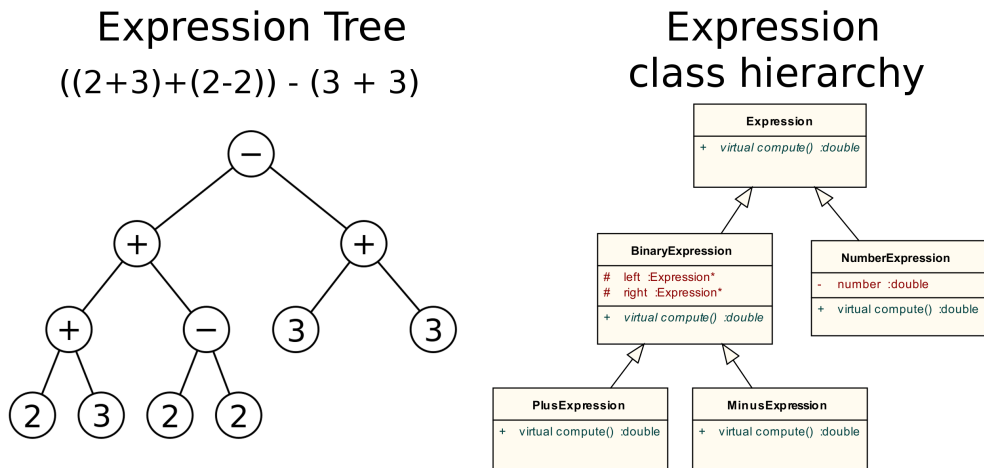 Expression Tree
((2+3)+(2-2)) - (3 + 3)
−
+ +
+ − 3 3
2 3 2 2
Expression
class hierarchy
Expression
+ virtual compute() :double
BinaryExpression
# left :Expression*
# right :Expression*
+ virtual compute() :double
NumberExpression
- number :double
+ virtual compute() :double
PlusExpression
+ virtual compute() :double
MinusExpression
+ virtual compute() :double